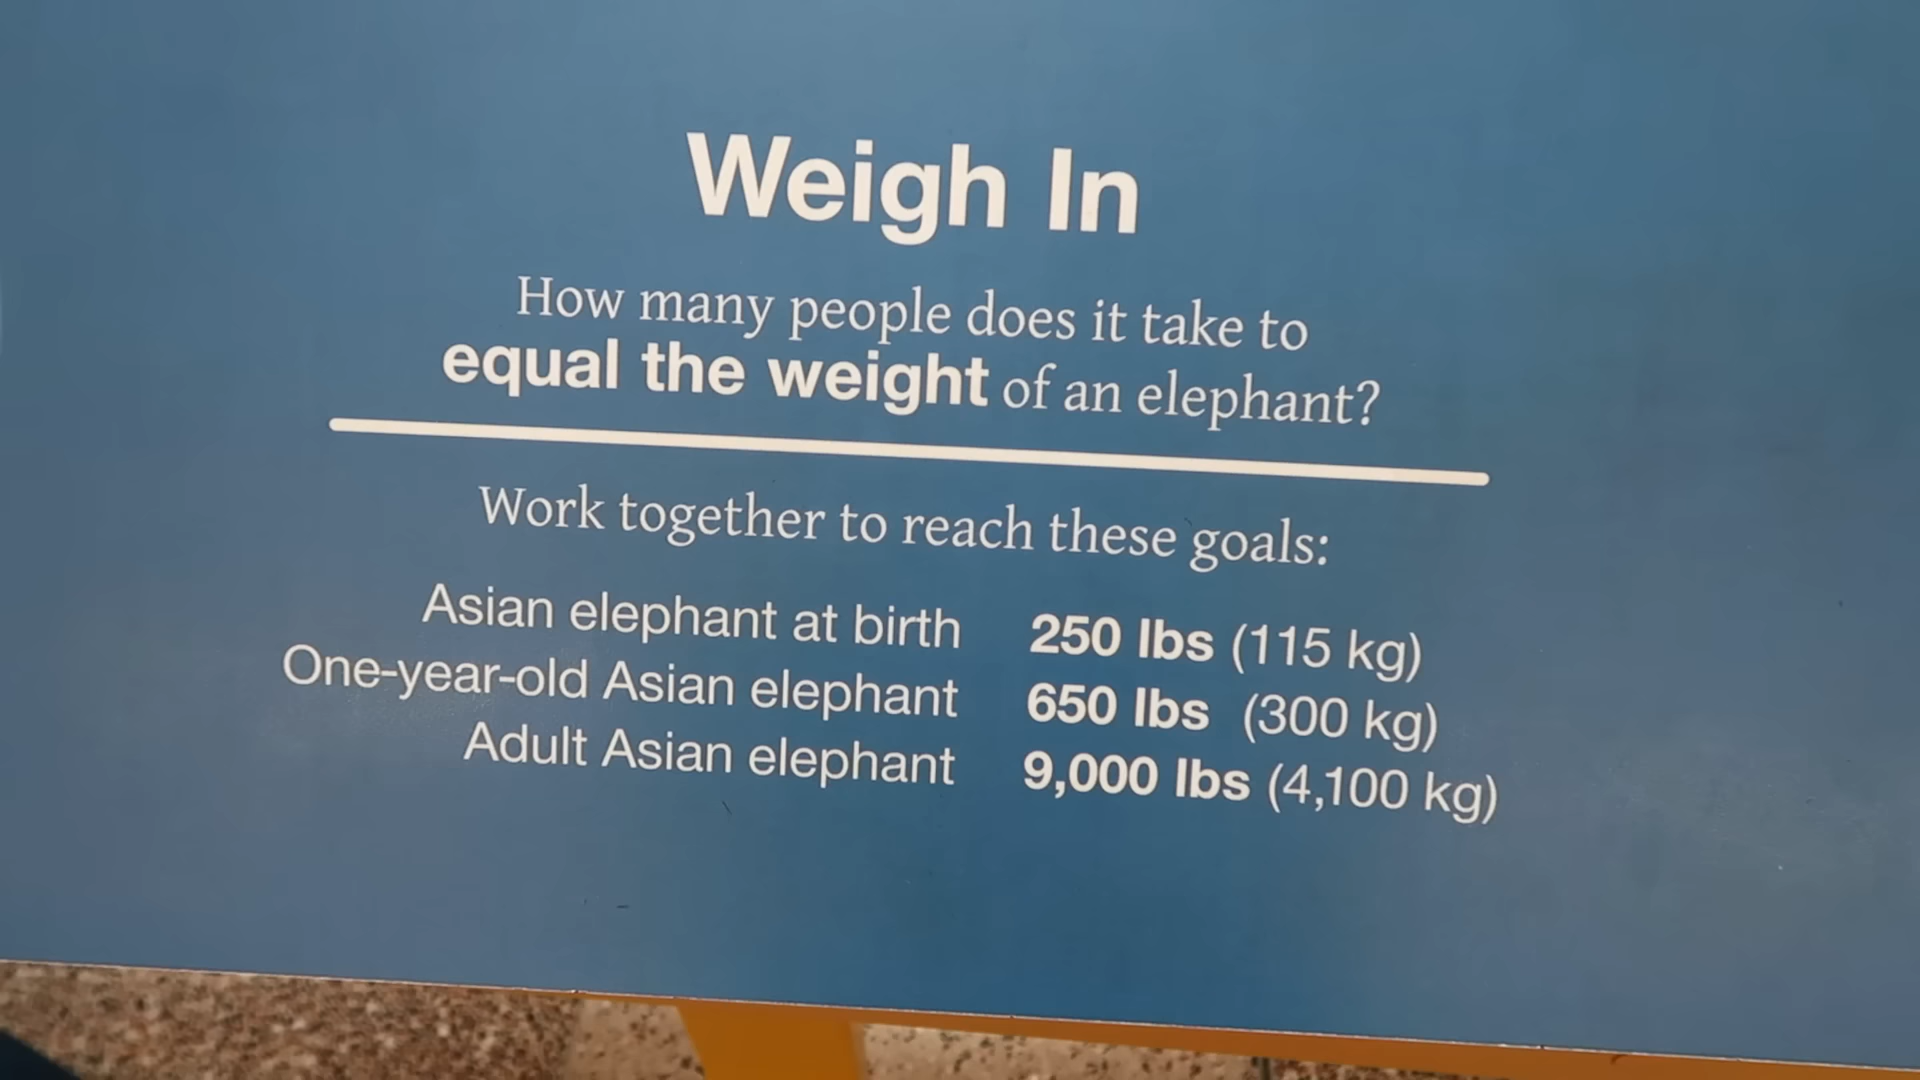 Weigh In
How many people does it take to
equal the weight of an elephant?
Work together to reach these goals:
Asian elephant at birth 250 lbs (115 kg)
One-year-old Asian elephant 650 lbs (300 kg)
Adult Asian elephant 9,000 lbs (4,100 kg)